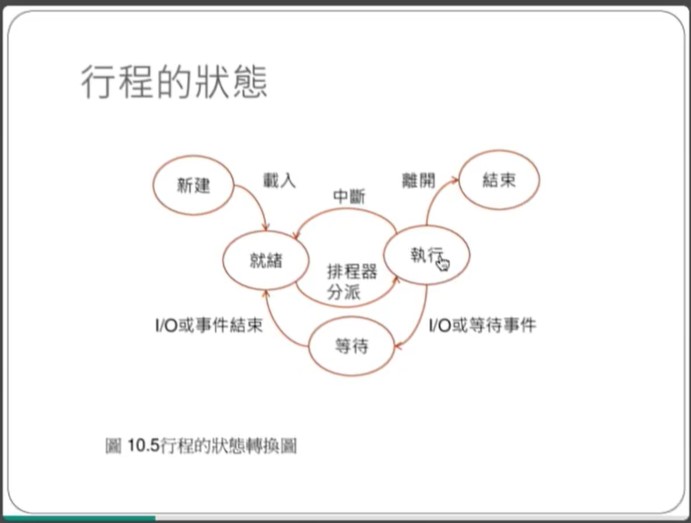 行程的狀態
新建
載入
中斷
離開
結束
就緒
排程器
分派
執行
I/O或事件結束
等待
I/O或等待事件
圖 10.5行程的狀態轉換圖